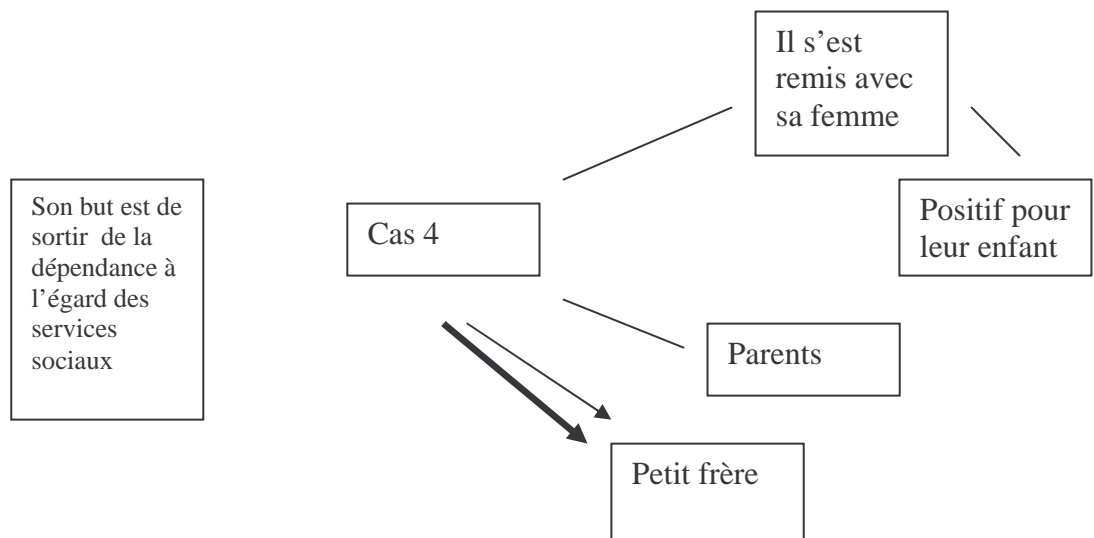 Il s’est
remis avec
sa femme
Son but est de
sortir de la
dépendance à
l’égard des
services
sociaux
Cas 4
Positif pour
leur enfant
Parents
Petit frère